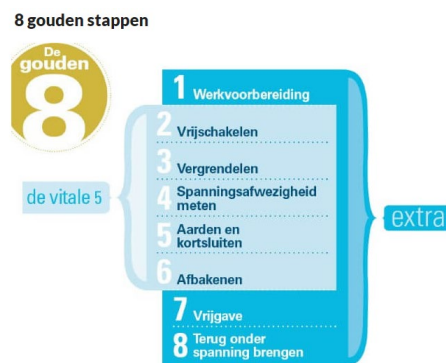 8 gouden stappen
De
gouden
8
1 Werkvoorbereiding
2 Vrijschakelen
3 Vergrendelen
4 Spanningsafwezigheid
meten
5 Aarden en
kortsluiten
6 Afbakenen
7 Vrijgave
8 Terug onder
spanning brengen
de vitale 5
extra